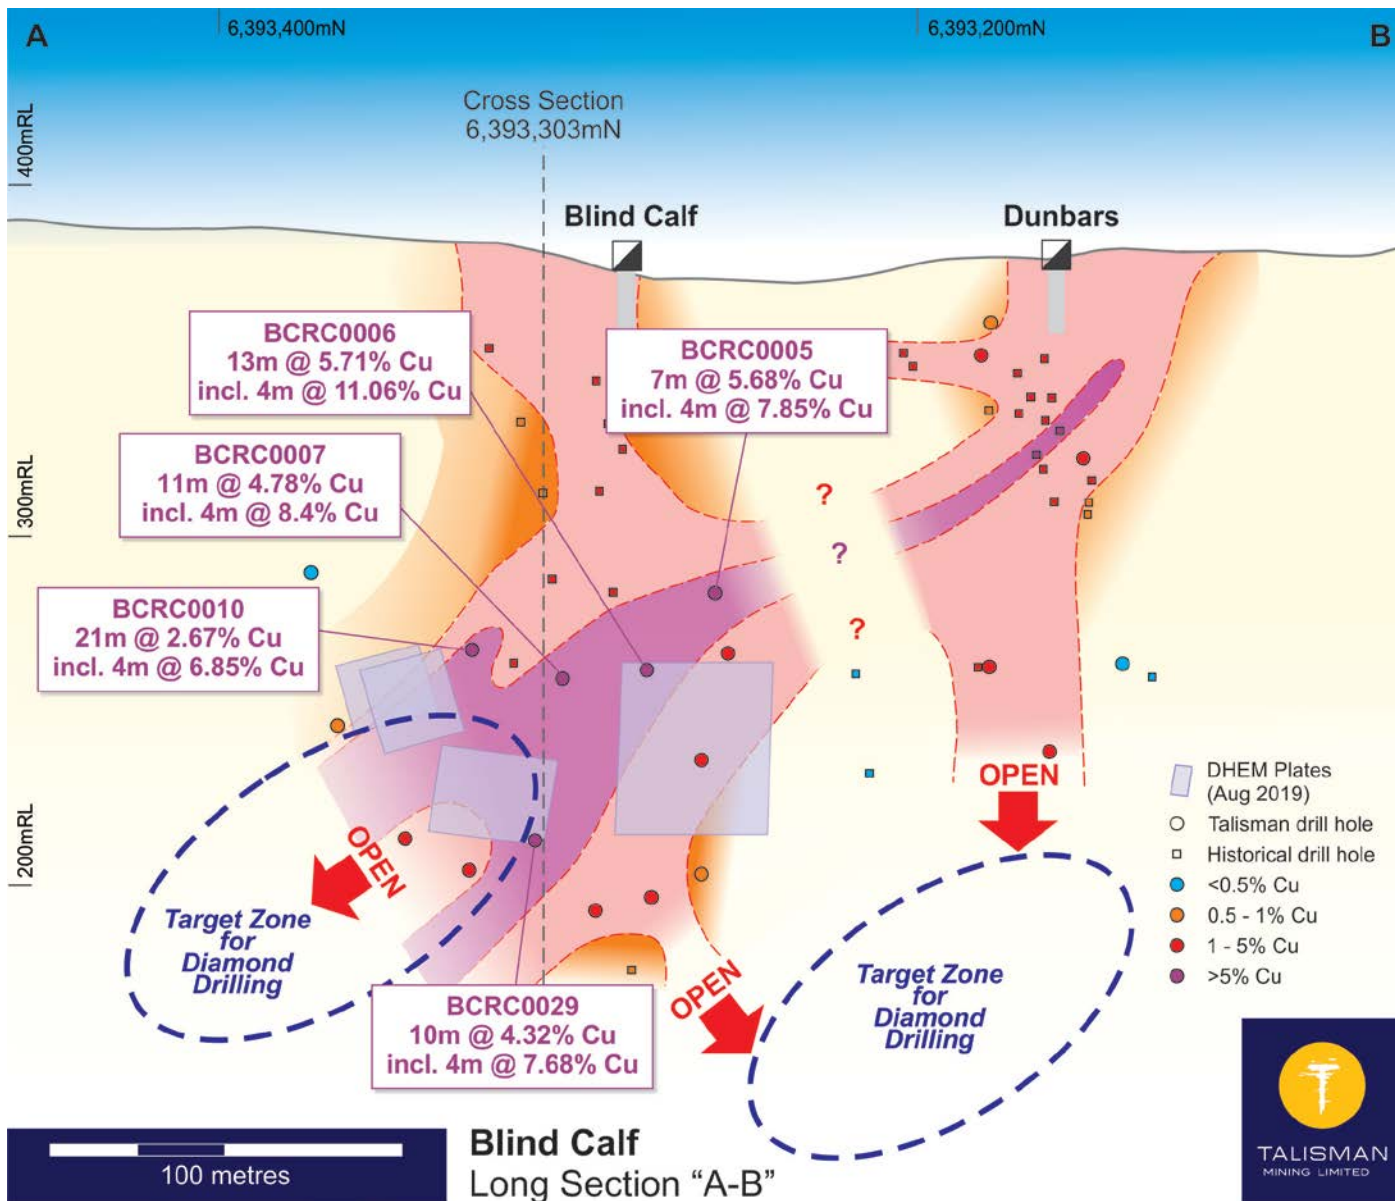 A
6,393,400mN
6,393,200mN
B
400mRL
300mRL
200mRL
Cross Section
6,393,303mN
Blind Calf
Dunbars
BCRC0006
13m @ 5.71% Cu
incl. 4m @ 11.06% Cu
BCRC0005
7m @ 5.68% Cu
incl. 4m @ 7.85% Cu
BCRC0007
11m @ 4.78% Cu
incl. 4m @ 8.4% Cu
?
?
?
BCRC0010
21m @ 2.67% Cu
incl. 4m @ 6.85% Cu
OPEN
OPEN
OPEN
Target Zone
for
Diamond
Drilling
Target Zone
for
Diamond
Drilling
BCRC0029
10m @ 4.32% Cu
incl. 4m @ 7.68% Cu
DHEM Plates
(Aug 2019)
Talisman drill hole
Historical drill hole
<0.5% Cu
0.5 - 1% Cu
1 - 5% Cu
>5% Cu
100 metres
Blind Calf
Long Section “A-B”
TALISMAN
MINING LIMITED